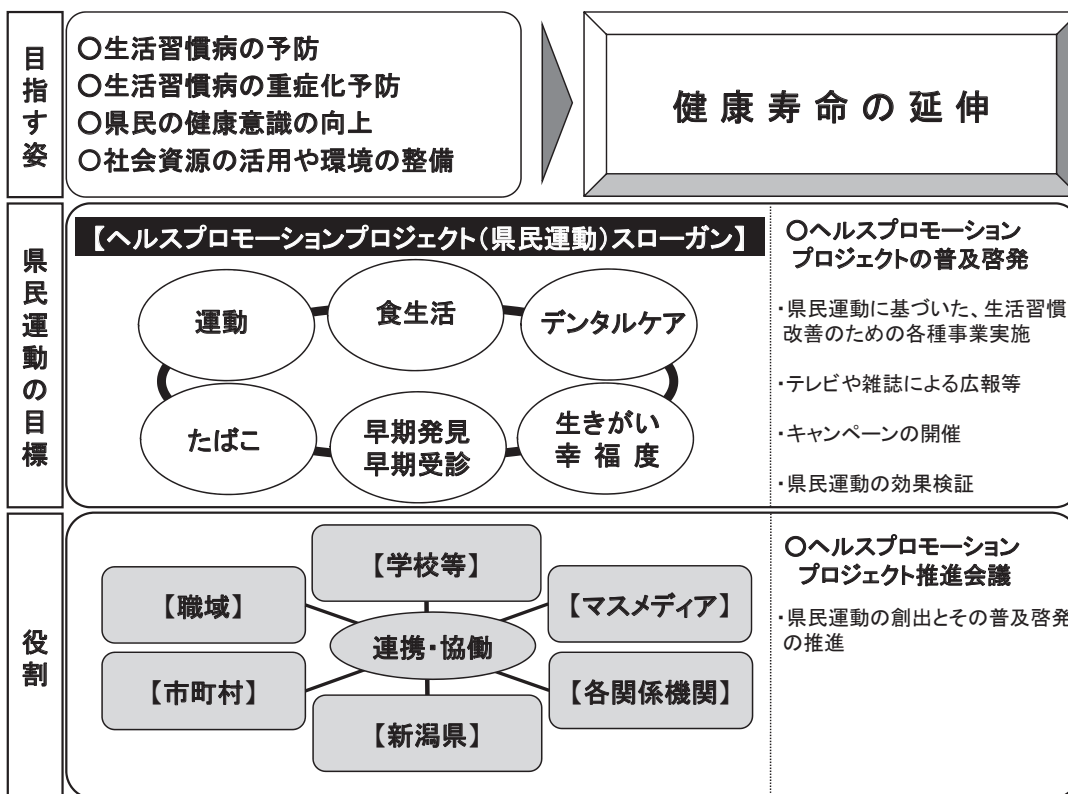 目指す姿
○生活習慣病の予防
○生活習慣病の重症化予防
○県民の健康意識の向上
○社会資源の活用や環境の整備
健康寿命の延伸
県民運動の目標
【ヘルスプロモーションプロジェクト(県民運動)スローガン】
運動
食生活
デンタルケア
たばこ
早期発見
早期受診
生きがい
幸福度
○ヘルスプロモーション
プロジェクトの普及啓発
・県民運動に基づいた、生活習慣
改善のための各種事業実施
・テレビや雑誌による広報等
・キャンペーンの開催
・県民運動の効果検証
役割
【学校等】
【職域】
【マスメディア】
連携・協働
【市町村】
【各関係機関】
【新潟県】
○ヘルスプロモーション
プロジェクト推進会議
・県民運動の創出とその普及啓発
の推進